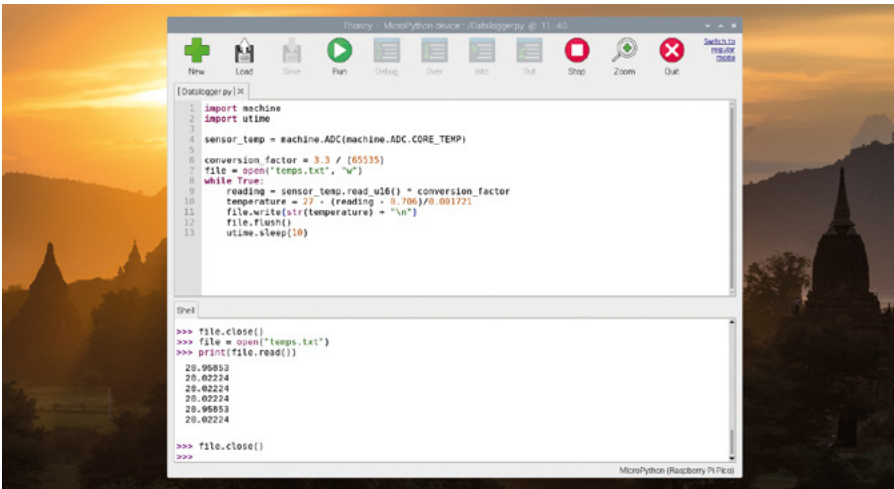 Thonny - MicroPython device :: /Datalogger.py @ 11 : 40
New Load Save Run Debug Over Into Out Stop Zoom Quit
Switch to
regular
mode
[ Datalogger.py ] ×
1 import machine
2 import utime
3
4 sensor_temp = machine.ADC(machine.ADC.CORE_TEMP)
5
6 conversion_factor = 3.3 / (65535)
7 file = open("temps.txt", "w")
8 while True:
9 reading = sensor_temp.read_u16() * conversion_factor
10 temperature = 27 - (reading - 0.706)/0.001721
11 file.write(str(temperature) + "\n")
12 file.flush()
13 utime.sleep(10)
Shell
>>> file.close()
>>> file = open("temps.txt")
>>> print(file.read())
20.95853
20.02224
20.02224
20.02224
20.95853
20.02224
>>> file.close()
>>>
MicroPython (Raspberry Pi Pico)